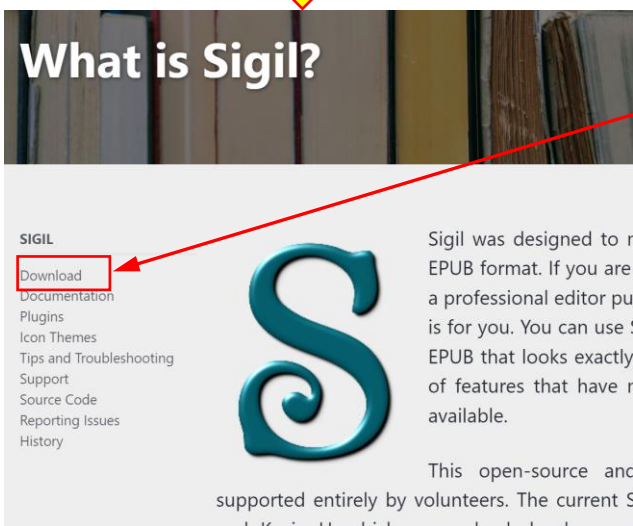 What is Sigil?
SIGIL
Download
Documentation
Plugins
Icon Themes
Tips and Troubleshooting
Support
Source Code
Reporting Issues
History
Sigil was designed to
EPUB format. If you are
a professional editor
is for you. You can use
EPUB that looks exactly
of features that have
available.
This open-source and
supported entirely by volunteers. The current